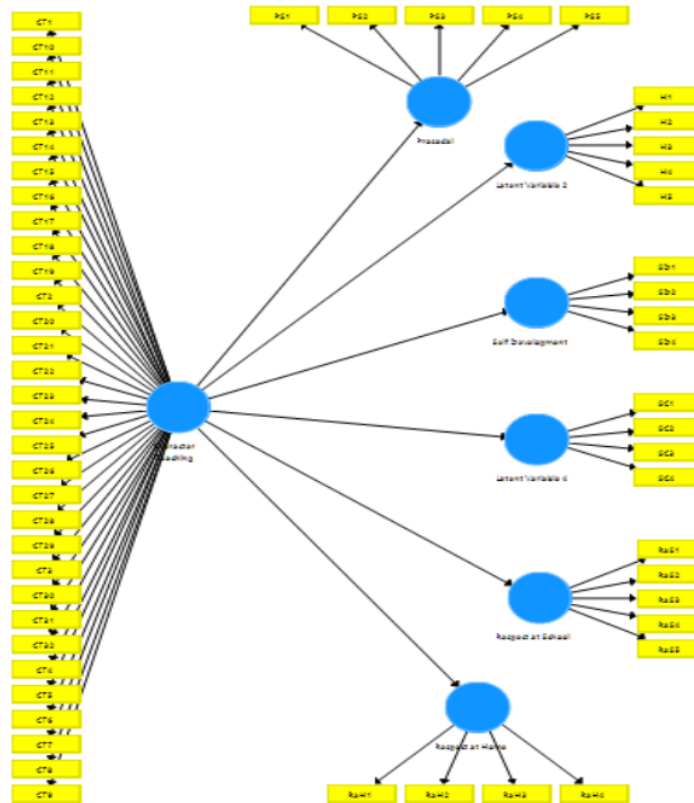 CT1
CT10
CT11
CT12
CT13
CT14
CT15
CT16
CT17
CT18
CT19
CT2
CT20
CT21
CT22
CT23
CT24
CT25
CT26
CT27
CT28
CT29
CT3
CT30
CT31
CT32
CT4
CT5
CT6
CT7
CT8
CT9
PS1 PS2 PS3 PS4 PS5
Prosodol
H1
H2
H3
H4
H5
Latent Variable 2
SD1
SD2
SD3
SD4
Self Development
SC1
SC2
SC3
SC4
Latent Variable 4
RaS1
RaS2
RaS3
RaS4
RaS5
Respect at School
Respect at Home
RaH1 RaH2 RaH3 RaH4